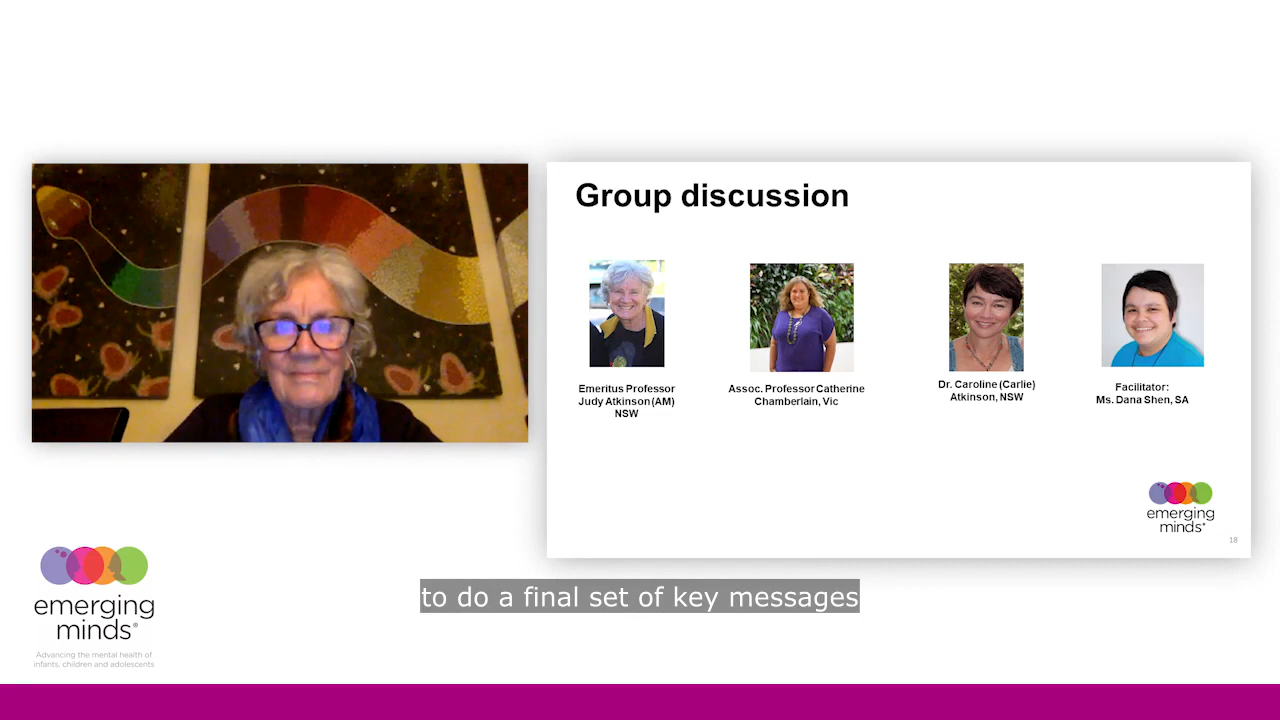 Group discussion
Emeritus Professor
Judy Atkinson (AM)
NSW
Assoc. Professor Catherine
Chamberlain, Vic
Dr. Caroline (Carlie)
Atkinson, NSW
Facilitator:
Ms. Dana Shen, SA
emerging
minds®
18
to do a final set of key messages
emerging
minds®
Advancing the mental health of
infants, children and adolescents